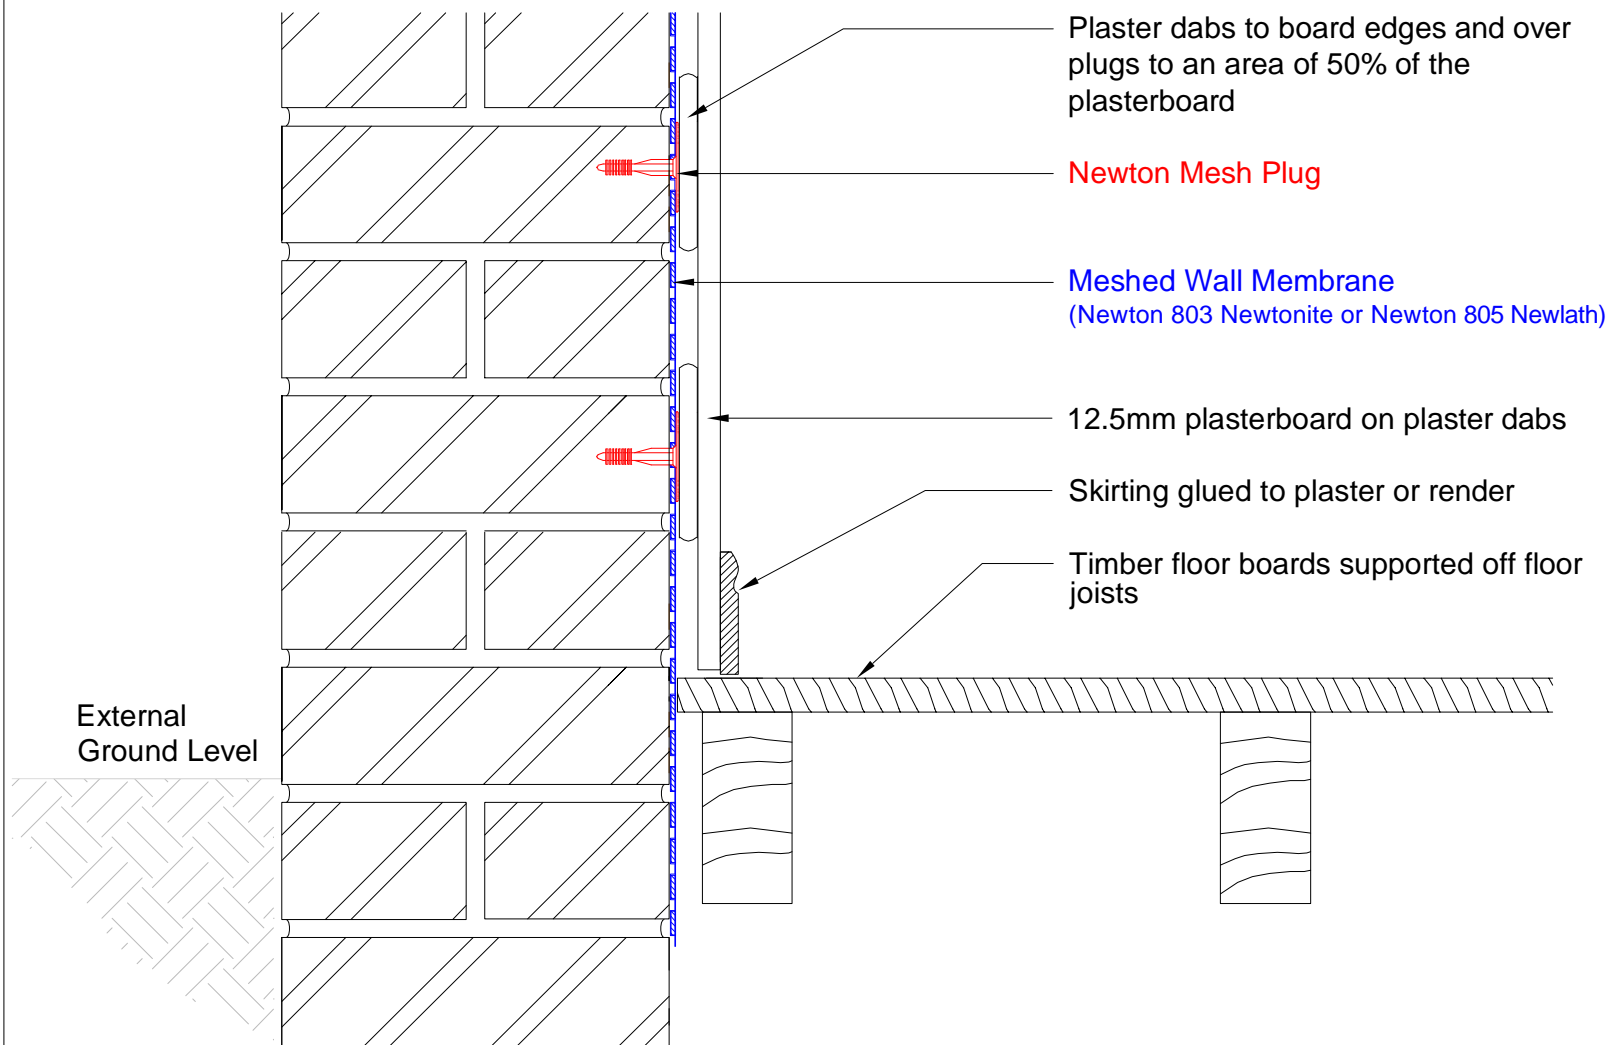 Plaster dabs to board edges and over
plugs to an area of 50% of the
plasterboard
Newton Mesh Plug
Meshed Wall Membrane
(Newton 803 Newtonite or Newton 805 Newlath)
12.5mm plasterboard on plaster dabs
Skirting glued to plaster or render
Timber floor boards supported off floor
joists
External
Ground Level